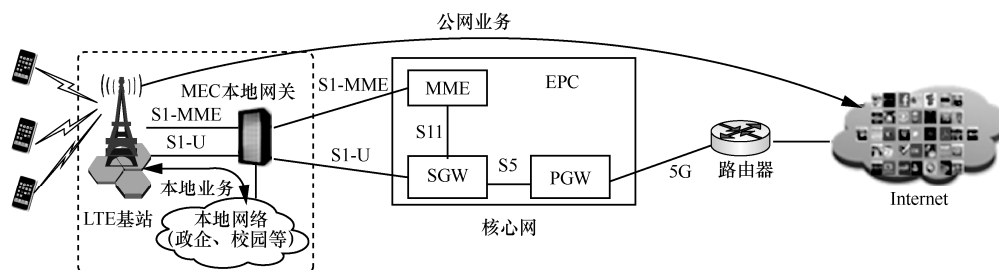 公网业务
MEC本地网关
S1-MME
S1-MME
S1-U
S1-U
本地业务
LTE基站
本地网络
(政企、校园等)
MME
EPC
S11
SGW
S5
PGW
核心网
5G
路由器
Internet